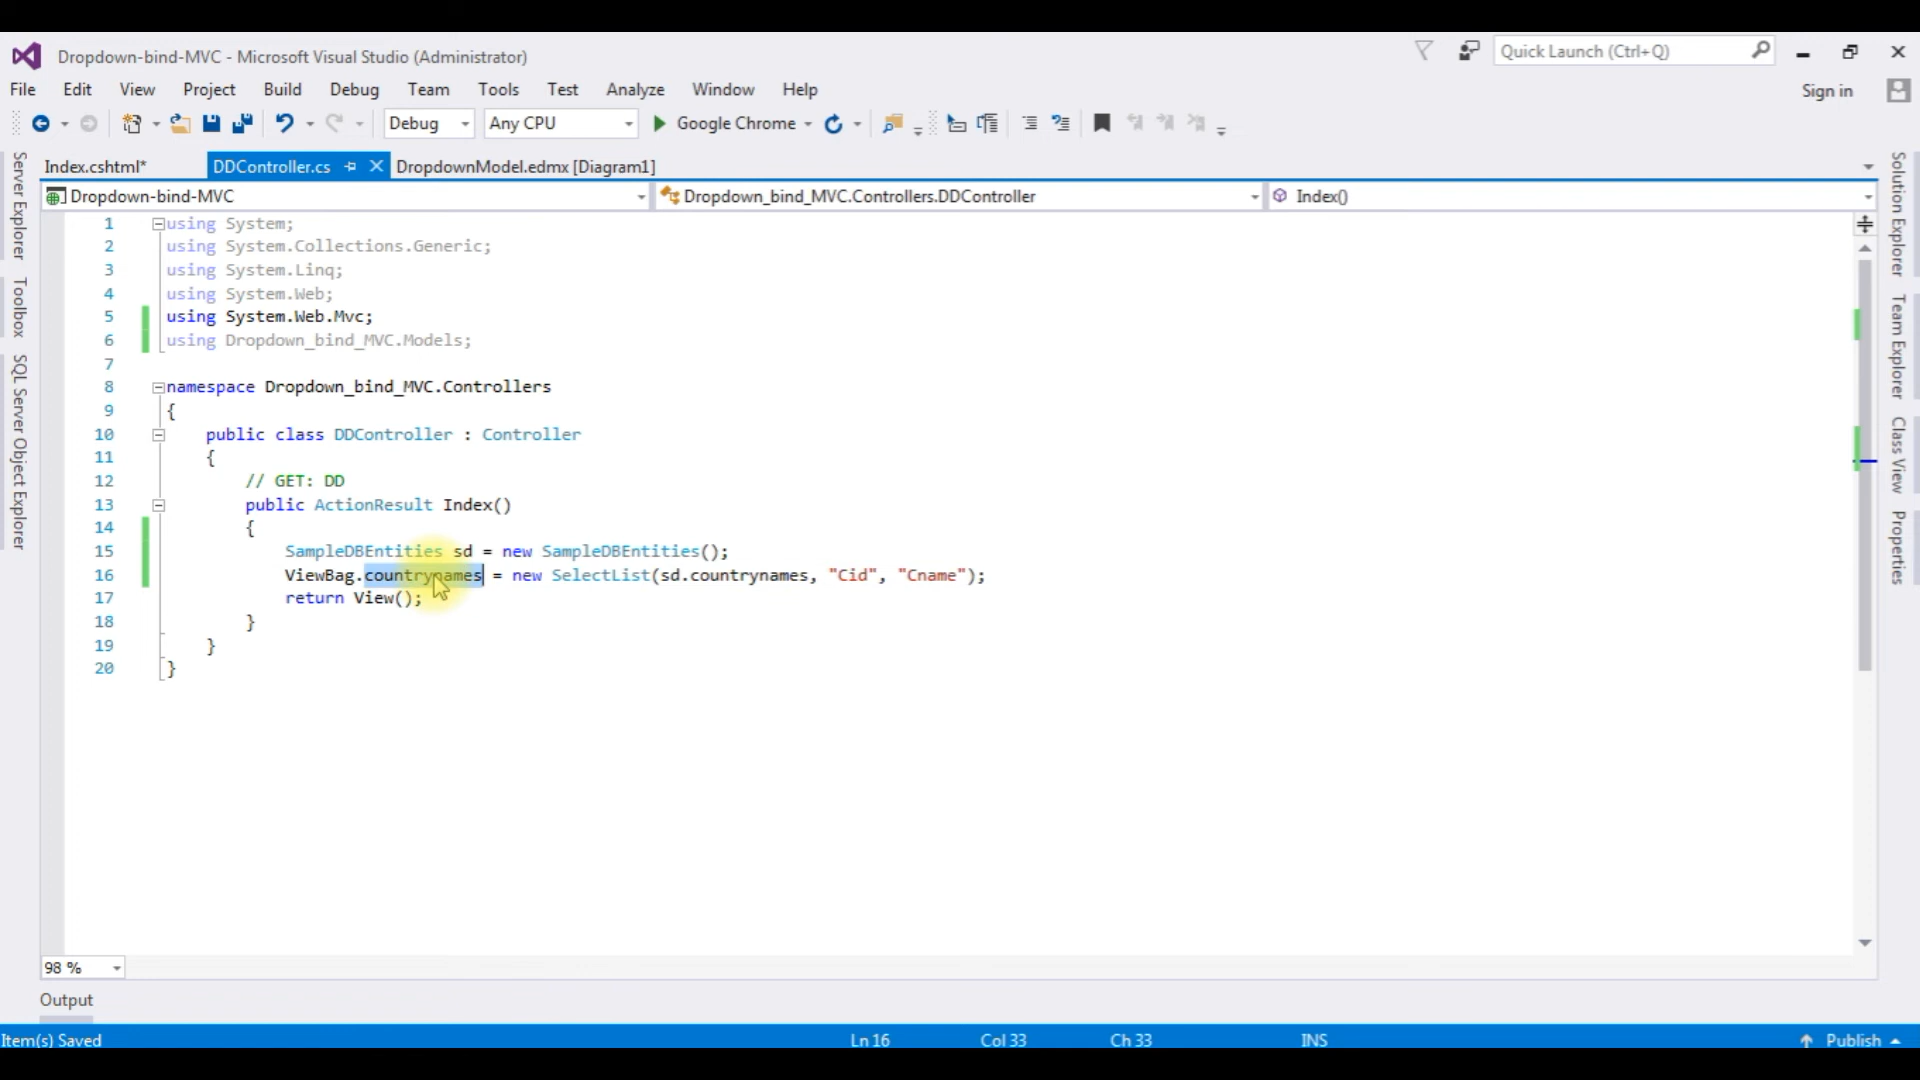 Dropdown-bind-MVC - Microsoft Visual Studio (Administrator)
Quick Launch (Ctrl+Q)
File Edit View Project Build Debug Team Tools Test Analyze Window Help
Sign in
Debug Any CPU Google Chrome
Index.cshtml* DDController.cs DropdownModel.edmx [Diagram1]
Dropdown-bind-MVC Dropdown_bind_MVC.Controllers.DDController Index()
1 using System;
2 using System.Collections.Generic;
3 using System.Linq;
4 using System.Web;
5 using System.Web.Mvc;
6 using Dropdown_bind_MVC.Models;
7
8 namespace Dropdown_bind_MVC.Controllers
9 {
10 public class DDController : Controller
11 {
12 // GET: DD
13 public ActionResult Index()
14 {
15 SampleDBEntities sd = new SampleDBEntities();
16 ViewBag.countrynames = new SelectList(sd.countrynames, "Cid", "Cname");
17 return View();
18 }
19 }
20 }
Server Explorer
Toolbox
SQL Server Object Explorer
Solution Explorer
Team Explorer
Class View
Properties
98 %
Output
Item(s) Saved Ln 16 Col 33 Ch 33 INS Publish